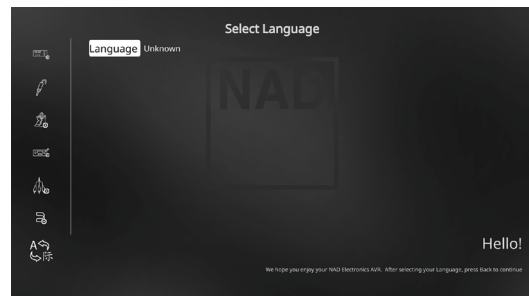 Select Language
Language Unknown
NAD
Hello!
We hope you enjoy your NAD Electronics AVR. After selecting your Language, press Back to continue